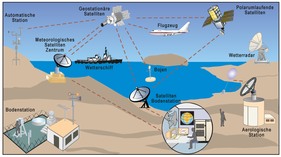 Automatische
Station
Geostationäre
Satelliten
Polarumlaufende
Satelliten
Flugzeug
Meteorologisches
Satelliten
Zentrum
Wetterschiff
Bojen
Wetterradar
Satelliten
Bodenstation
Bodenstation
Aerologische
Station